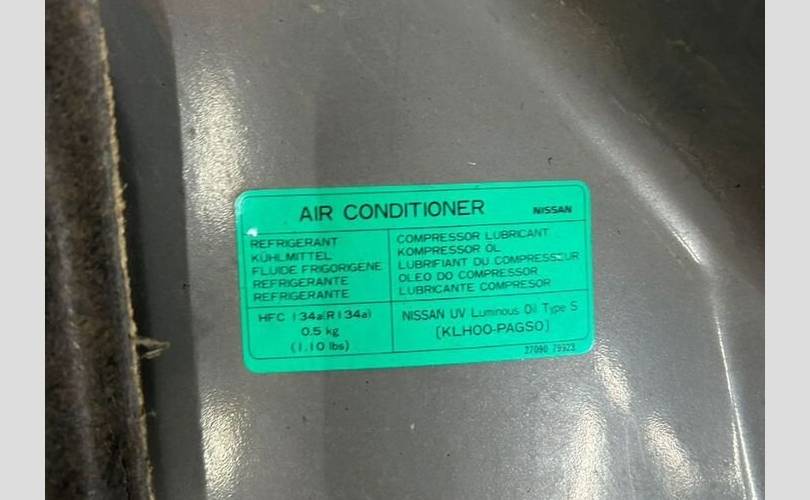 AIR CONDITIONER NISSAN
REFRIGERANT
KÜHLMITTEL
FLUIDE FRIGORIGENE
REFRIGERANTE
REFRIGERANTE
COMPRESSOR LUBRICANT
KOMPRESSOR ÖL
LUBRIFIANT DU COMPRESSEUR
OLEO DO COMPRESSOR
LUBRICANTE COMPRESOR
HFC 134a(R134a)
0.5 kg
(1.10 lbs)
NISSAN UV Luminous Oil Type S
(KLH00-PAGS0)
27090 79923